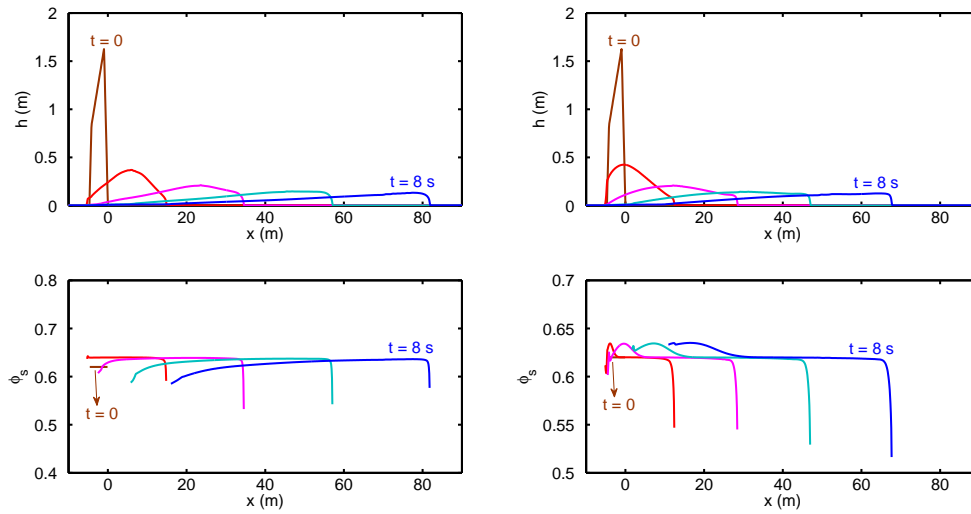 2
1.5
1
0.5
0
h (m)
t = 0
t = 8 s
0 20 40 60 80
x (m)
2
1.5
1
0.5
0
h (m)
t = 0
t = 8 s
0 20 40 60 80
x (m)
0.8
0.7
0.6
0.5
0.4
ϕs
t = 8 s
t = 0
0 20 40 60 80
x (m)
0.7
0.65
0.6
0.55
0.5
ϕs
t = 8 s
t = 0
0 20 40 60 80
x (m)